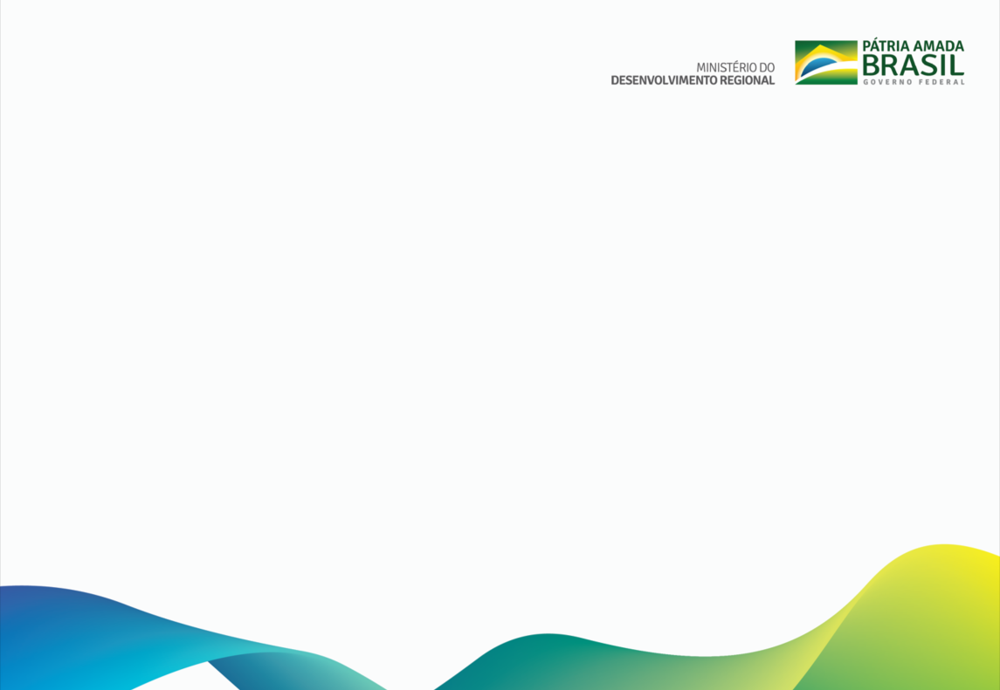 MINISTÉRIO DO
DESENVOLVIMENTO REGIONAL
PÁTRIA AMADA
BRASIL
GOVERNO FEDERAL